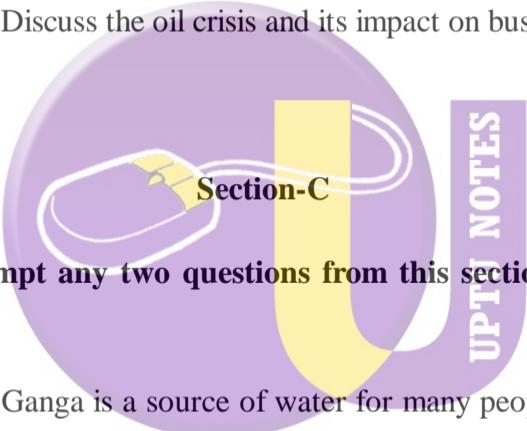 Discuss the oil crisis and its impact on bus
Section-C
mpt any two questions from this sectio
Ganga is a source of water for many peo
UPTU NOTES